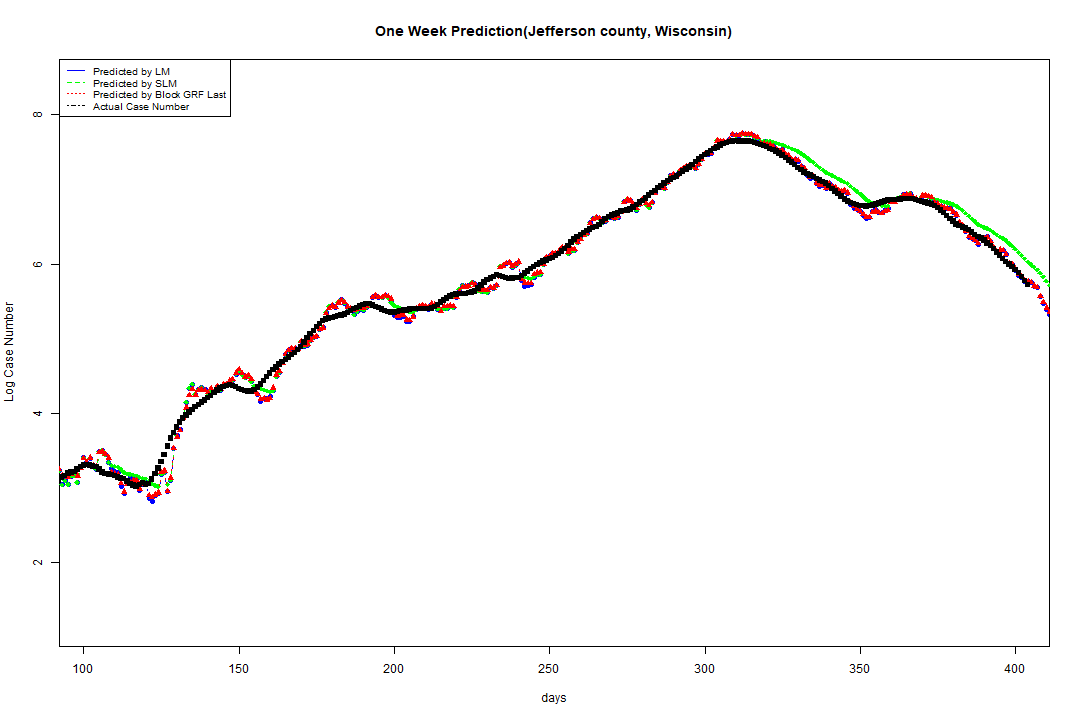 One Week Prediction(Jefferson county, Wisconsin)
Predicted by LM
Predicted by SLM
Predicted by Block GRF Last
Actual Case Number
Log Case Number
8
6
4
2
100 150 200 250 300 350 400
days